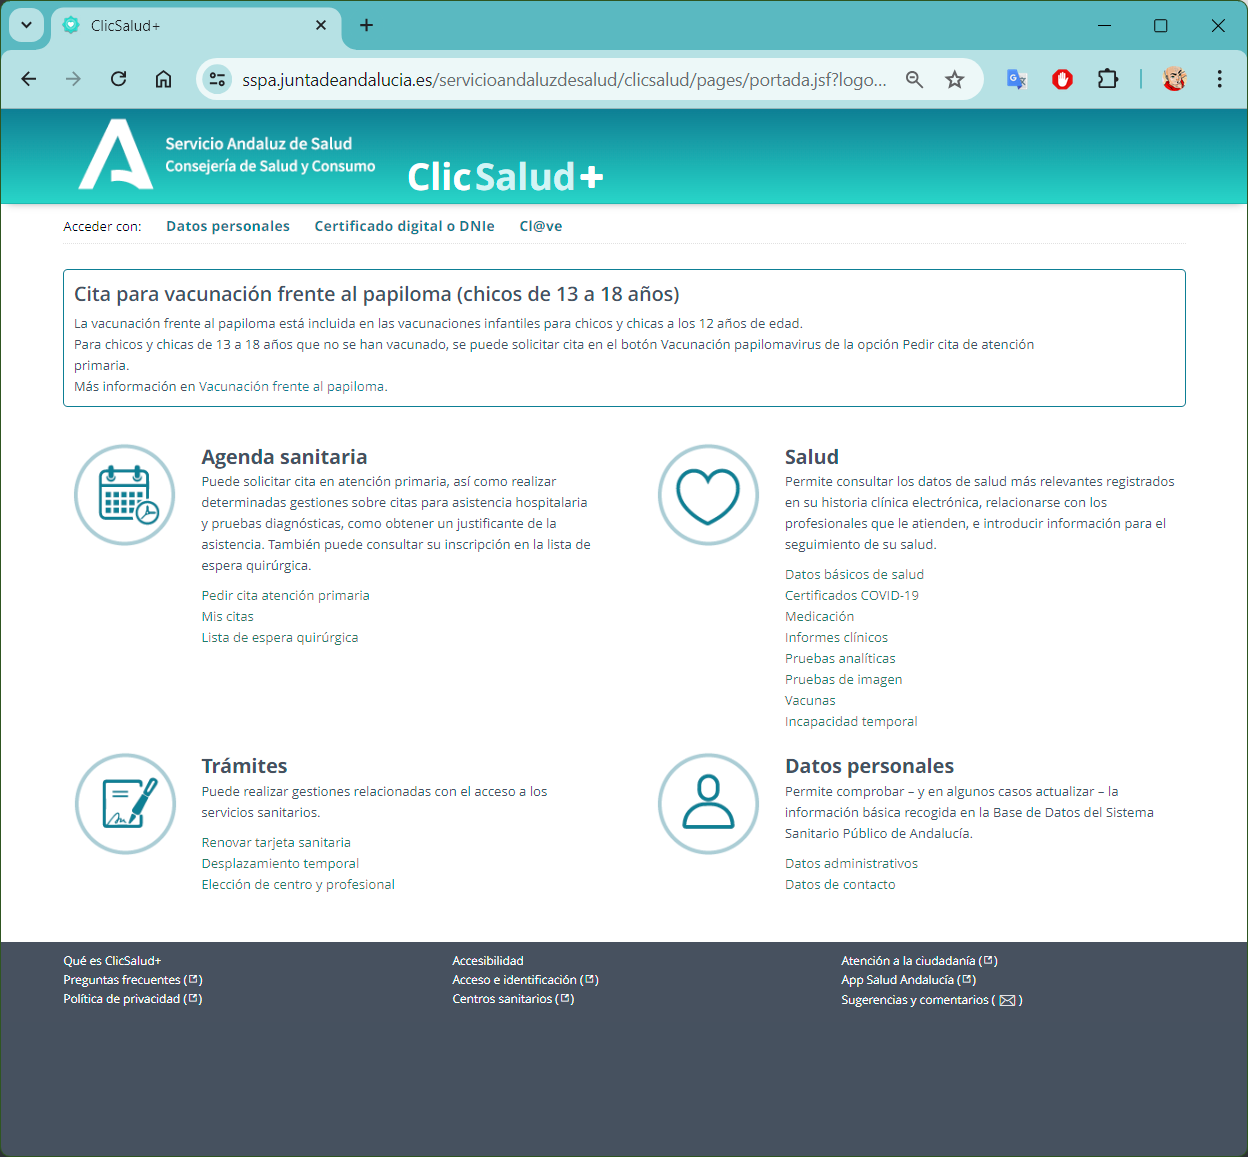 ClicSalud+
sspa.juntadeandalucia.es/servicioandaluzdesalud/clicsalud/pages/portada.jsf?logo...
Servicio Andaluz de Salud
Consejería de Salud y Consumo
ClicSalud+
Acceder con: Datos personales Certificado digital o DNIe Cl@ve
Cita para vacunación frente al papiloma (chicos de 13 a 18 años)
La vacunación frente al papiloma está incluida en las vacunaciones infantiles para chicos y chicas a los 12 años de edad.
Para chicos y chicas de 13 a 18 años que no se han vacunado, se puede solicitar cita en el botón Vacunación papilomavirus de la opción Pedir cita de atención
primaria.
Más información en Vacunación frente al papiloma.
Agenda sanitaria
Puede solicitar cita en atención primaria, así como realizar
determinadas gestiones sobre citas para asistencia hospitalaria
y pruebas diagnósticas, como obtener un justificante de la
asistencia. También puede consultar su inscripción en la lista de
espera quirúrgica.
Pedir cita atención primaria
Mis citas
Lista de espera quirúrgica
Salud
Permite consultar los datos de salud más relevantes registrados
en su historia clínica electrónica, relacionarse con los
profesionales que le atienden, e introducir información para el
seguimiento de su salud.
Datos básicos de salud
Certificados COVID-19
Medicación
Informes clínicos
Pruebas analíticas
Pruebas de imagen
Vacunas
Incapacidad temporal
Trámites
Puede realizar gestiones relacionadas con el acceso a los
servicios sanitarios.
Renovar tarjeta sanitaria
Desplazamiento temporal
Elección de centro y profesional
Datos personales
Permite comprobar – y en algunos casos actualizar – la
información básica recogida en la Base de Datos del Sistema
Sanitario Público de Andalucía.
Datos administrativos
Datos de contacto
Qué es ClicSalud+
Preguntas frecuentes ( )
Política de privacidad ( )
Accesibilidad
Acceso e identificación ( )
Centros sanitarios ( )
Atención a la ciudadanía ( )
App Salud Andalucía ( )
Sugerencias y comentarios ( )